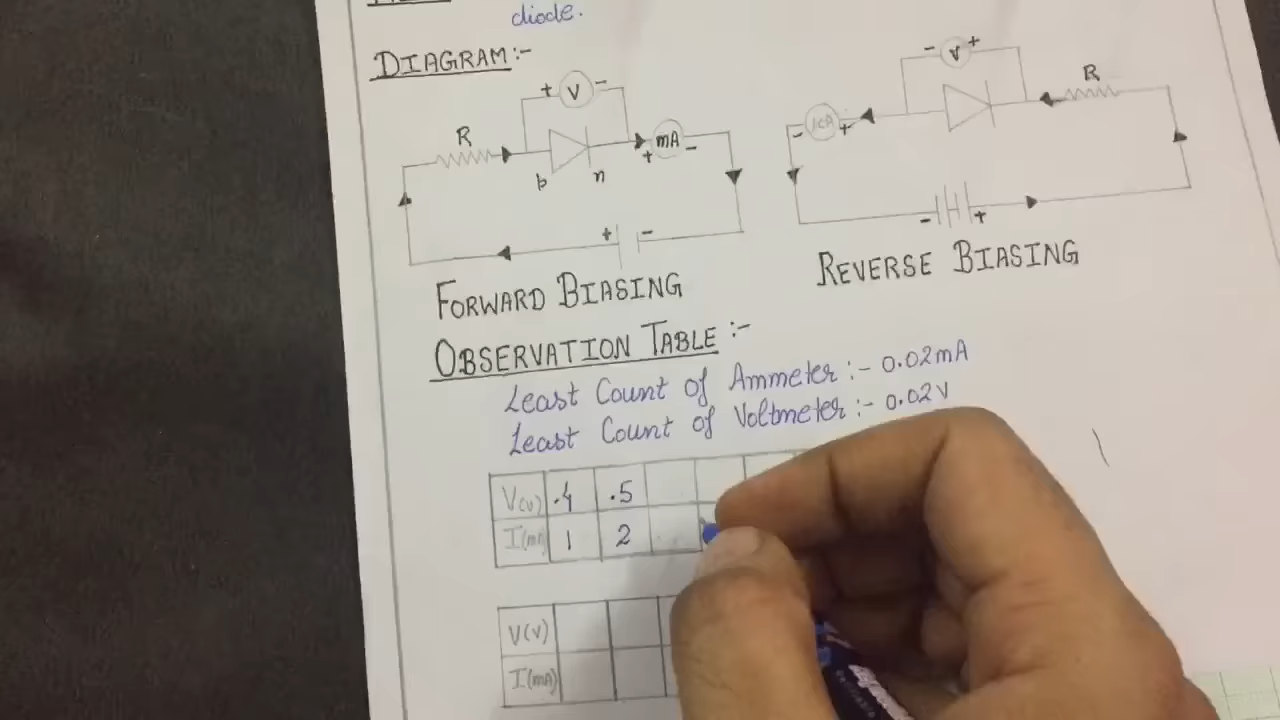 diode.
DIAGRAM:-
+ V -
R
mA
+ -
p n
+ -
FORWARD BIASING
- V +
R
- +
- +
REVERSE BIASING
OBSERVATION TABLE :-
Least Count of Ammeter :- 0.02mA
Least Count of Voltmeter :- 0.02V
V(V) .4 .5
I(mA) 1 2
V(V)
I(mA)